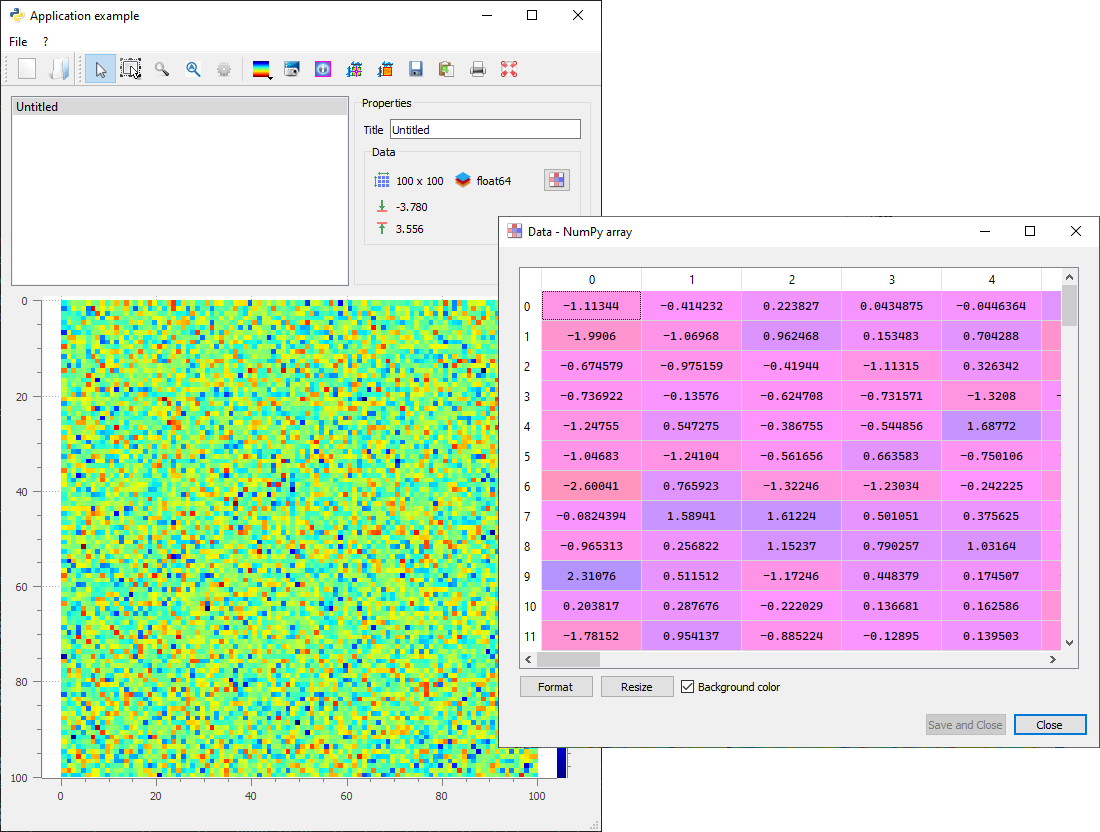 Application example
File ?
Untitled
Properties
Title Untitled
Data
100 x 100 float64
-3.780
3.556
0
20
40
60
80
100
0 20 40 60 80 100
Data - NumPy array
0 1 2 3 4
0 −1.11344 −0.414232 0.223827 0.0434875 −0.0446364
1 −1.9906 −1.06968 0.962468 0.153483 0.704288
2 −0.674579 −0.975159 −0.41944 −1.11315 0.326342
3 −0.736922 −0.13576 −0.624708 −0.731571 −1.3208
4 −1.24755 0.547275 −0.386755 −0.544856 1.68772
5 −1.04683 −1.24104 −0.561656 0.663583 −0.750106
6 −2.60041 0.765923 −1.32246 −1.23034 −0.242225
7 −0.0824394 1.58941 1.61224 0.501051 0.375625
8 −0.965313 0.256822 1.15237 0.790257 1.03164
9 2.31076 0.511512 −1.17246 0.448379 0.174507
10 0.203817 0.287676 −0.222029 0.136681 0.162586
11 −1.78152 0.954137 −0.885224 −0.12895 0.139503
Format Resize Background color
Save and Close Close